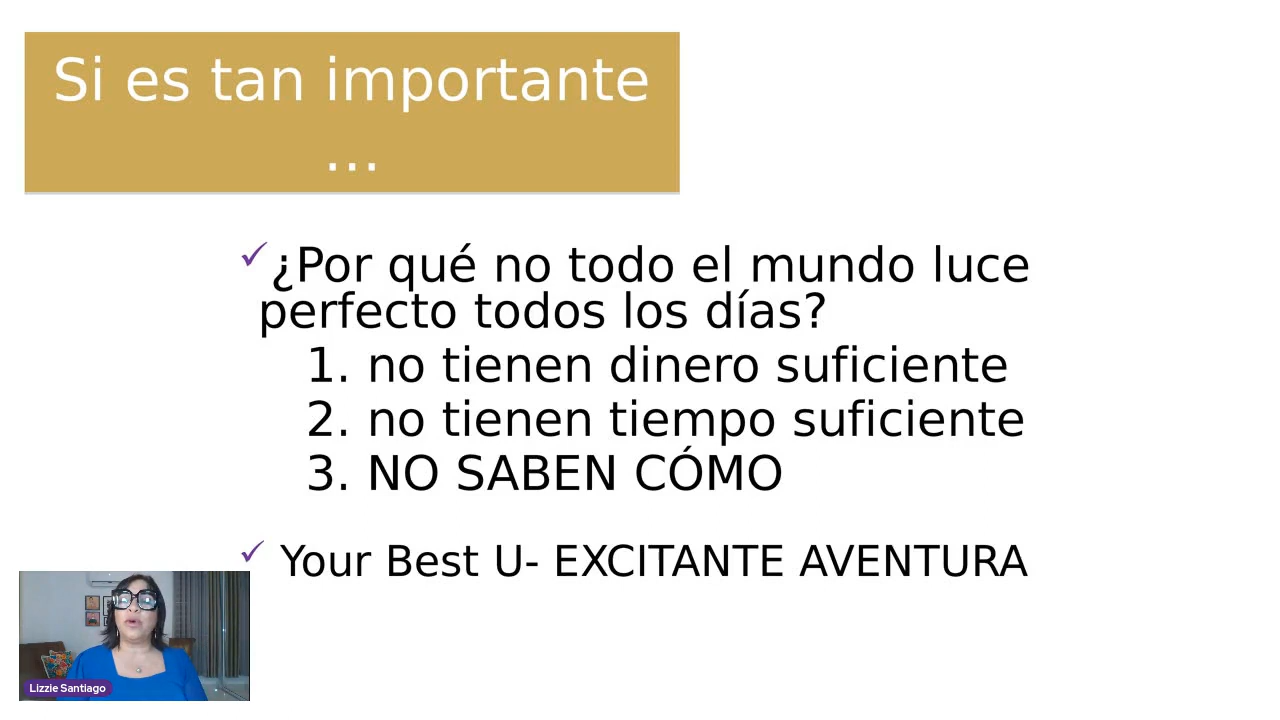 Si es tan importante
...
¿Por qué no todo el mundo luce
perfecto todos los días?
1. no tienen dinero suficiente
2. no tienen tiempo suficiente
3. NO SABEN CÓMO
Your Best U- EXCITANTE AVENTURA
Lizzie Santiago